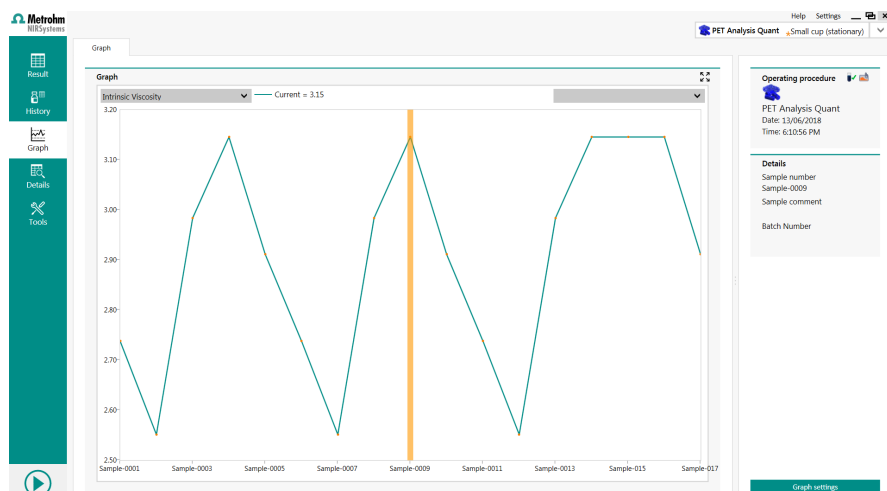 Metrohm
NIRSystems
Help Settings
PET Analysis Quant Small cup (stationary)
Result
History
Graph
Details
Tools
Graph
Graph
Intrinsic Viscosity
Current = 3.15
3.20
3.10
3.00
2.90
2.80
2.70
2.60
2.50
Sample-0001 Sample-0003 Sample-0005 Sample-0007 Sample-0009 Sample-0011 Sample-0013 Sample-015 Sample-017
Operating procedure
PET Analysis Quant
Date: 13/06/2018
Time: 6:10:56 PM
Details
Sample number
Sample-0009
Sample comment
Batch Number
Graph settings